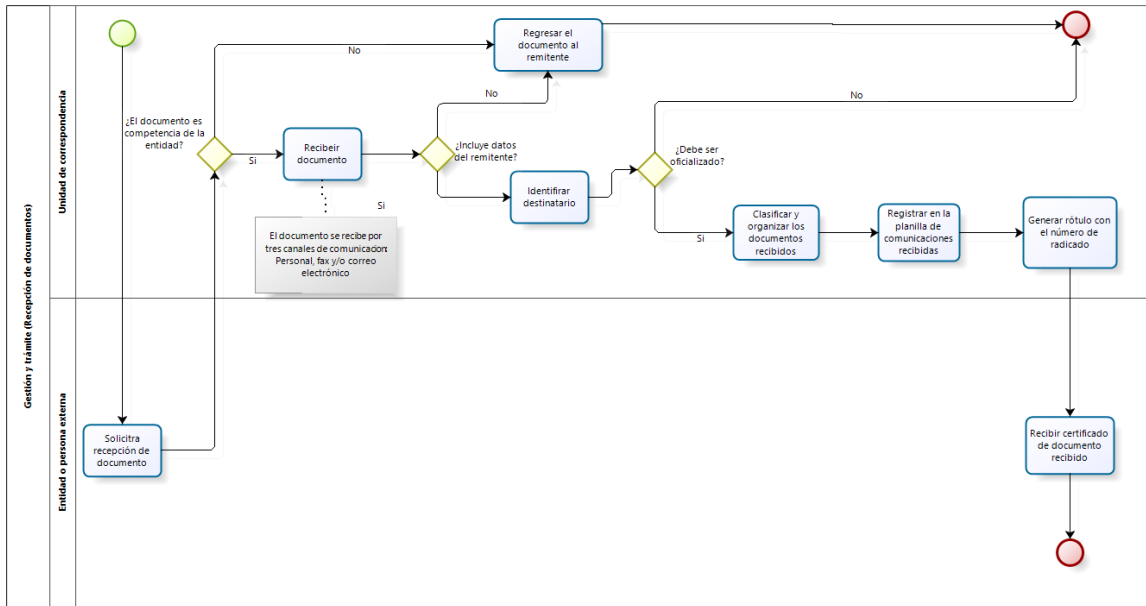 Gestión y trámite (Recepción de documentos)
Unidad de correspondencia
Entidad o persona externa
¿El documento es
competencia de la
entidad?
No
Si
Regresar el
documento al
remitente
Recibeir
documento
El documento se recibe por
tres canales de comunicacion:
Personal, fax y/o correo
electrónico
¿Incluye datos
del remitente?
No
Si
Identifirar
destinatario
¿Debe ser
oficializado?
No
Si
Clasificar y
organizar los
documentos
recibidos
Registrar en la
planilla de
comunicaciones
recibidas
Generar rótulo con
el número de
radicado
Solicitra
recepción de
documento
Recibir certificado
de documento
recibido